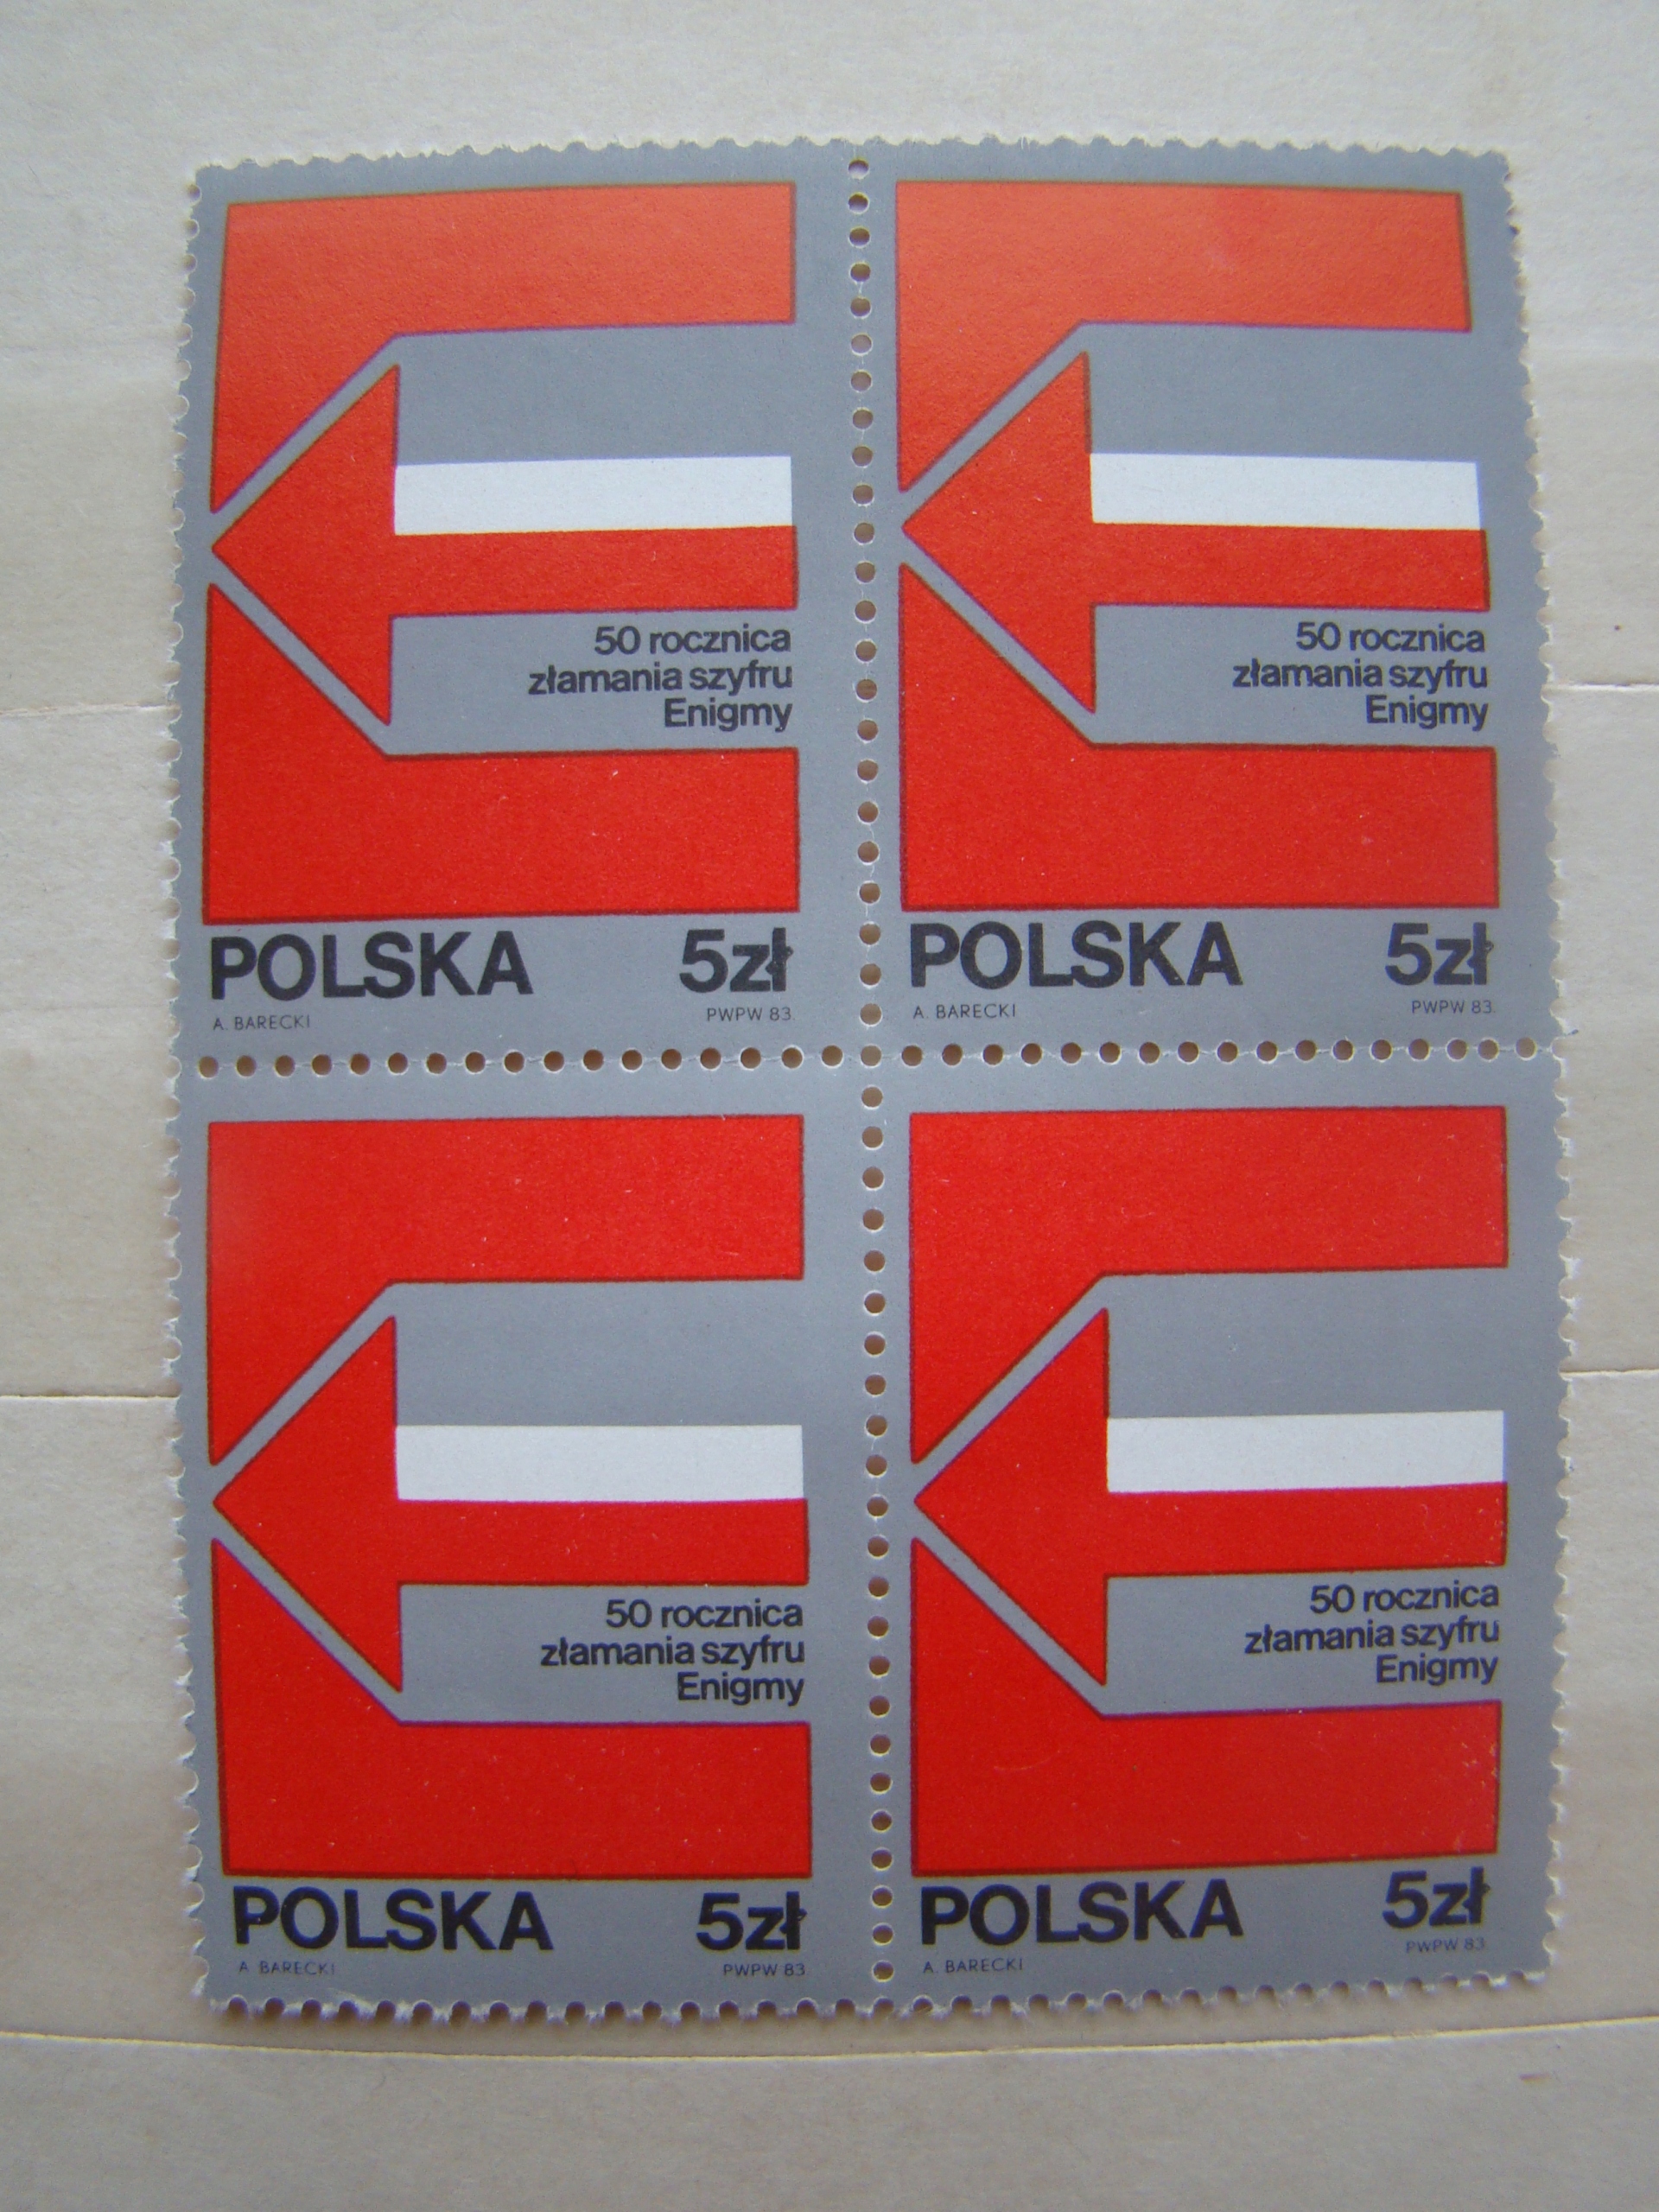 50 rocznica
złamania szyfru
Enigmy
POLSKA 5zł
A. BARECKI PWPW 83.
50 rocznica
złamania szyfru
Enigmy
POLSKA 5zł
A. BARECKI PWPW 83
50 rocznica
złamania szyfru
Enigmy
POLSKA 5zł
A. BARECKI PWPW 83
50 rocznica
złamania szyfru
Enigmy
POLSKA 5zł
A. BARECKI PWPW 83